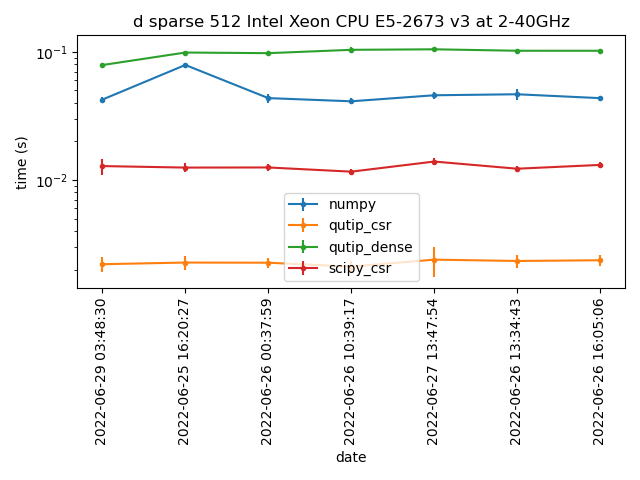 d sparse 512 Intel Xeon CPU E5-2673 v3 at 2-40GHz
time (s)
10⁻¹
10⁻²
numpy
qutip_csr
qutip_dense
scipy_csr
2022-06-29 03:48:30
2022-06-25 16:20:27
2022-06-26 00:37:59
2022-06-26 10:39:17
2022-06-27 13:47:54
2022-06-26 13:34:43
2022-06-26 16:05:06
date